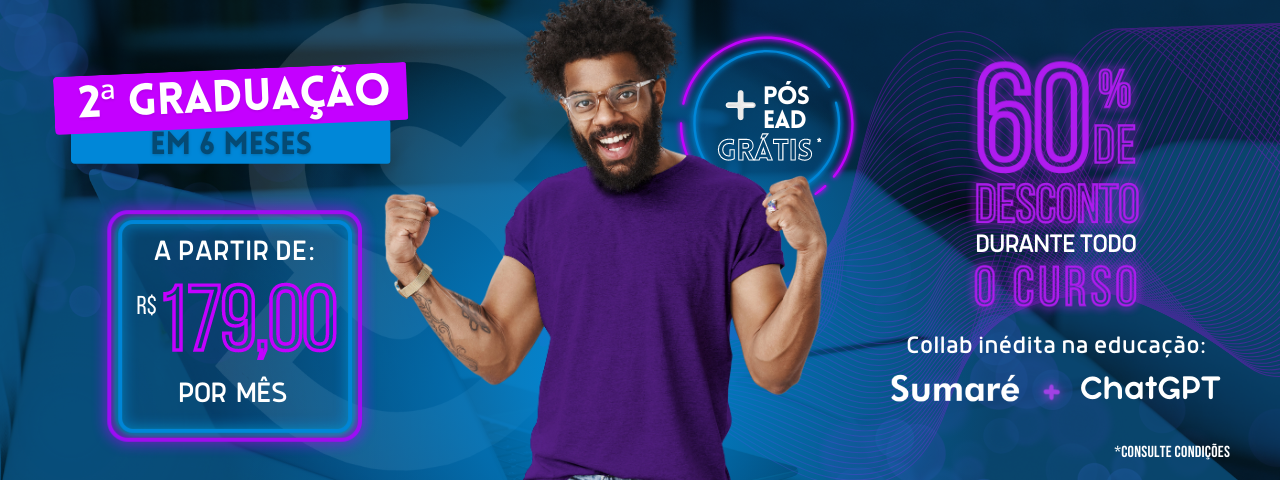 2ª GRADUAÇÃO
EM 6 MESES
A PARTIR DE:
R$ 179,00
POR MÊS
+ PÓS
EAD
GRÁTIS*
60%
DE
DESCONTO
DURANTE TODO
O CURSO
Collab inédita na educação:
Sumaré + ChatGPT
*CONSULTE CONDIÇÕES